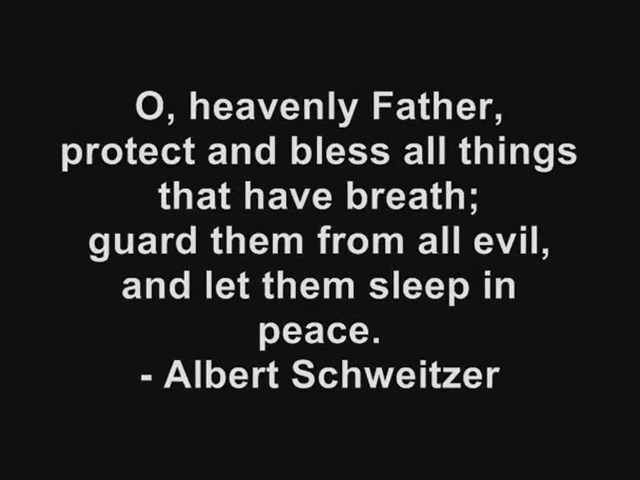 O, heavenly Father,
protect and bless all things
that have breath;
guard them from all evil,
and let them sleep in
peace.
- Albert Schweitzer